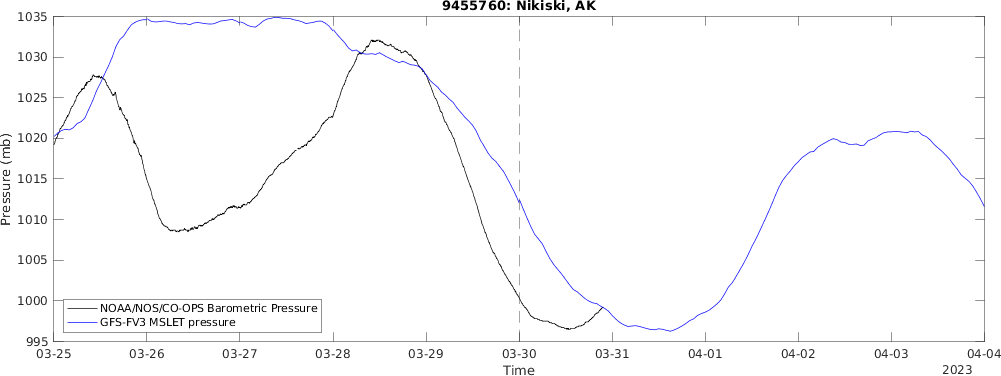 9455760: Nikiski, AK
Pressure (mb)
1035
1030
1025
1020
1015
1010
1005
1000
995
NOAA/NOS/CO-OPS Barometric Pressure
GFS-FV3 MSLET pressure
03-25 03-26 03-27 03-28 03-29 03-30 03-31 04-01 04-02 04-03 04-04
Time
2023